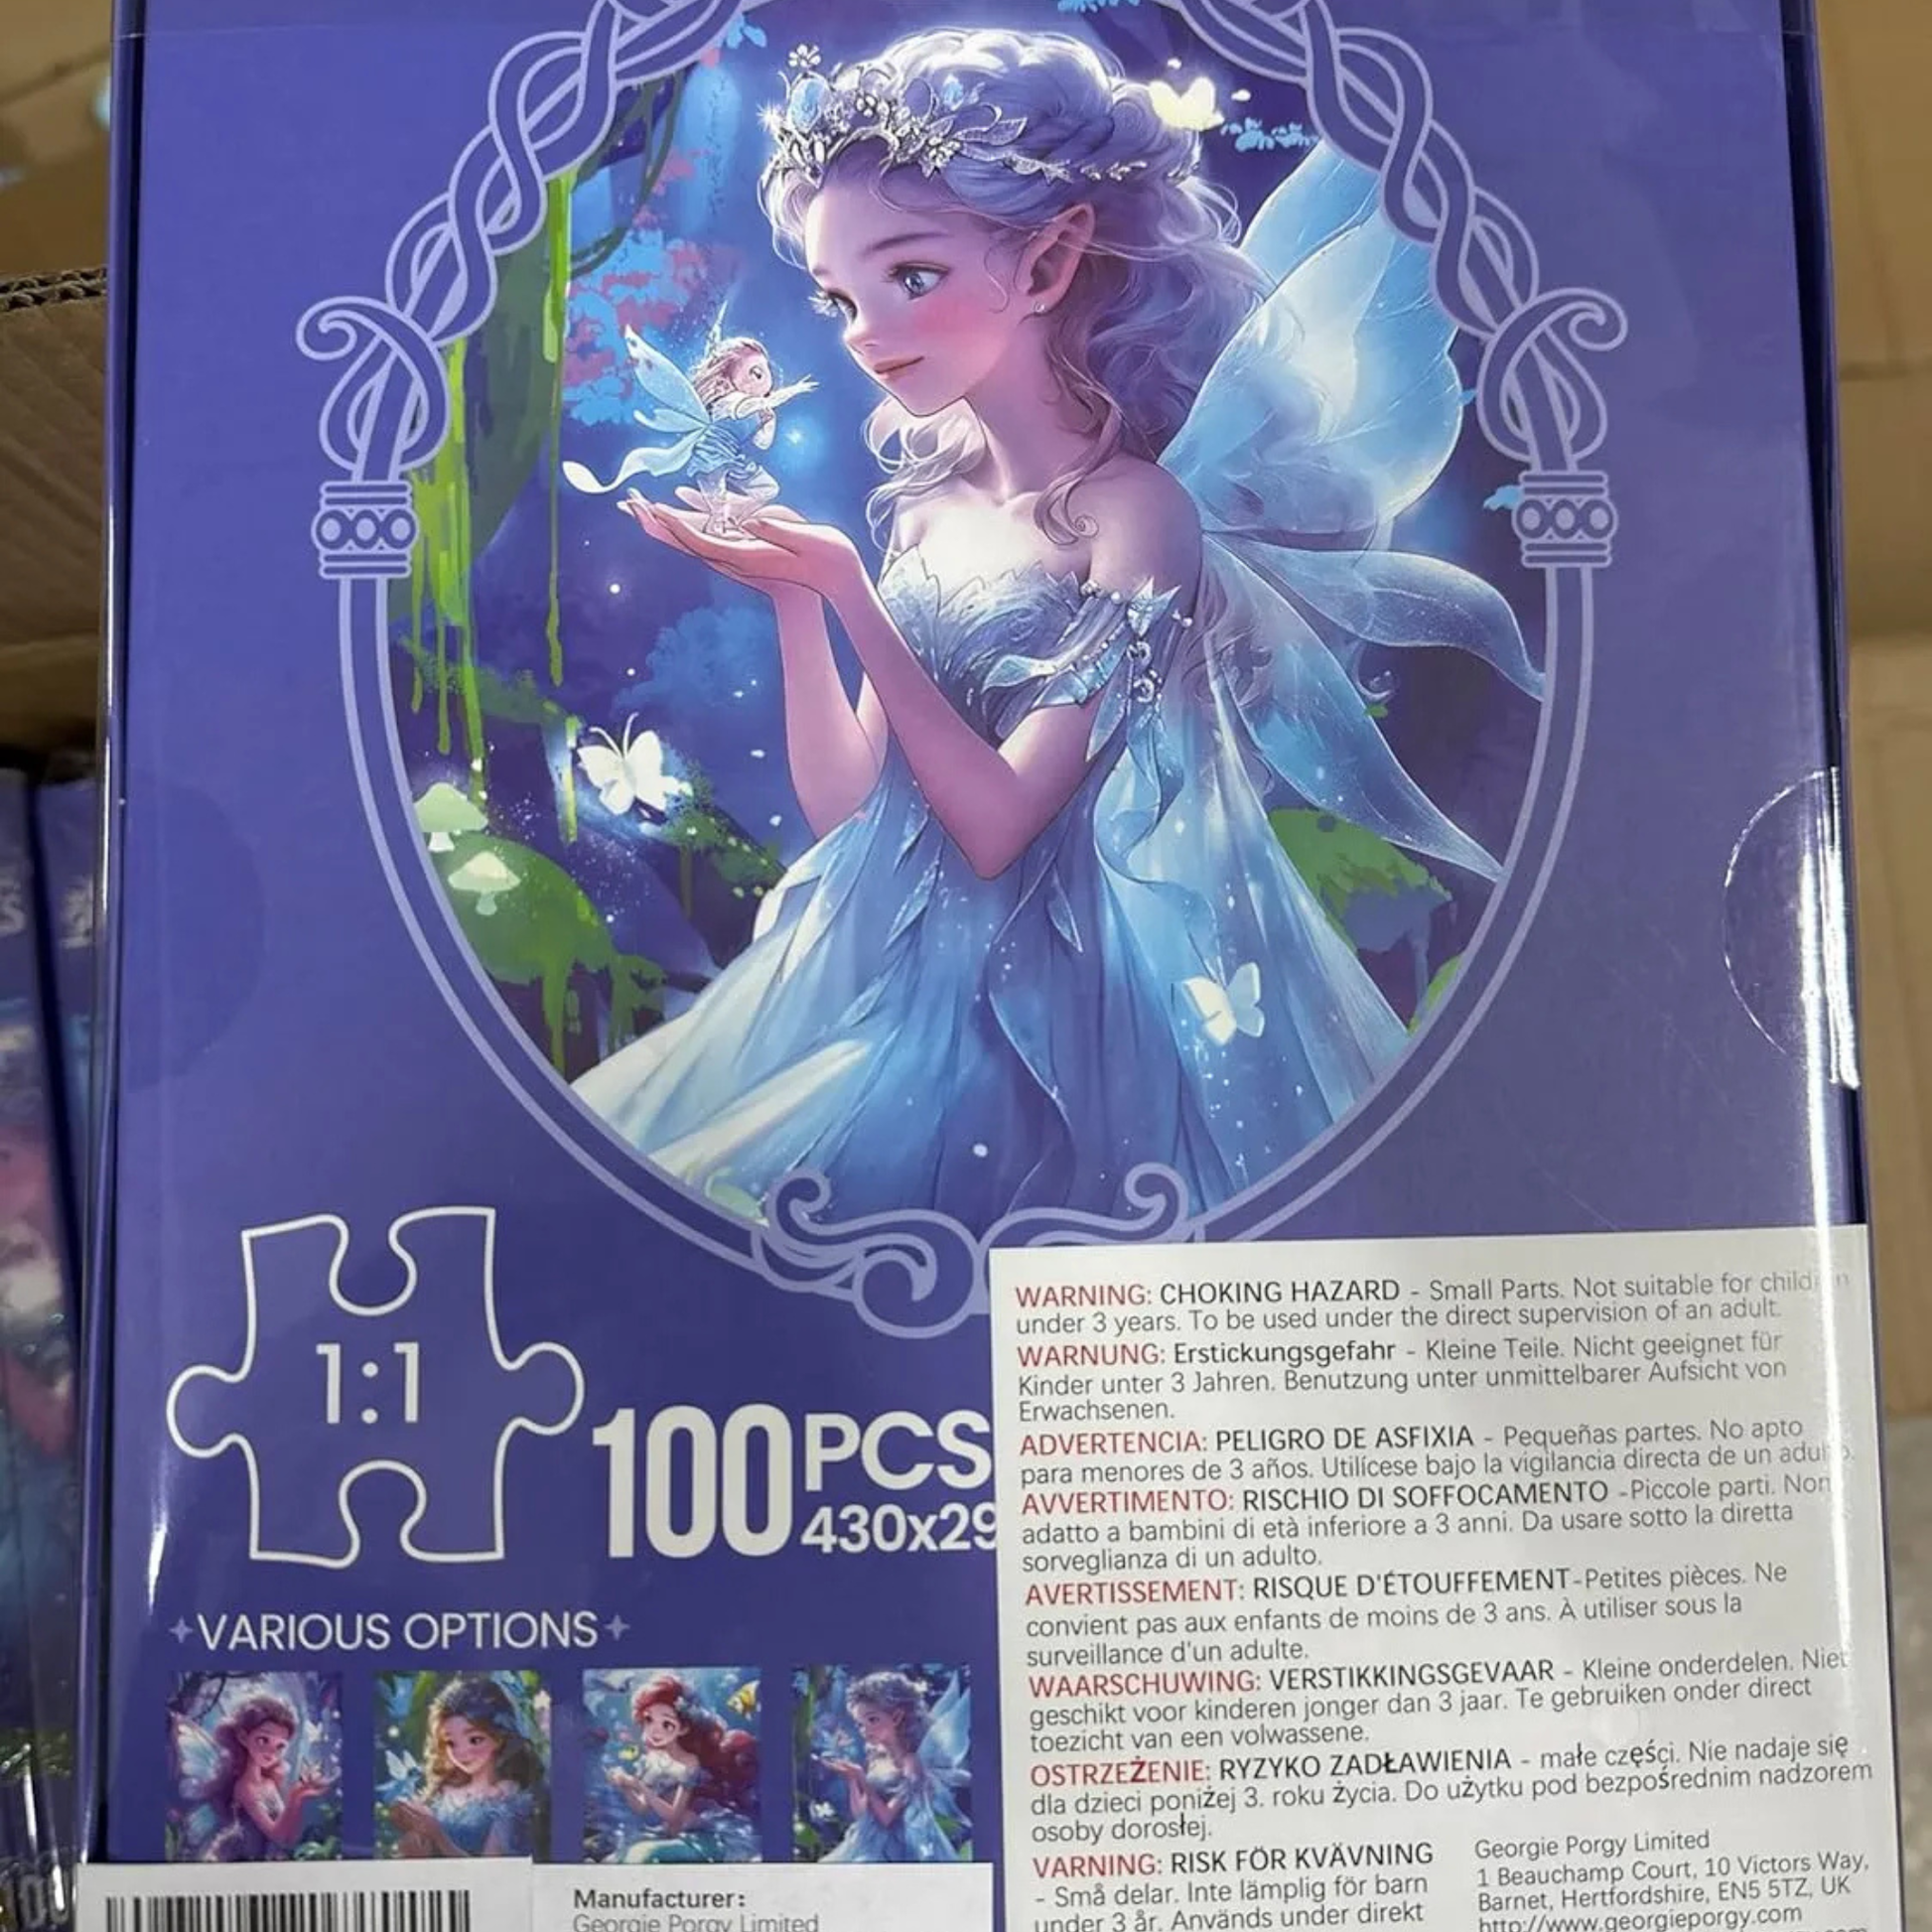 1:1
100 PCS
430x29
VARIOUS OPTIONS
WARNING: CHOKING HAZARD - Small Parts. Not suitable for children
under 3 years. To be used under the direct supervision of an adult.
WARNUNG: Erstickungsgefahr - Kleine Teile. Nicht geeignet für
Kinder unter 3 Jahren. Benutzung unter unmittelbarer Aufsicht von
Erwachsenen.
ADVERTENCIA: PELIGRO DE ASFIXIA - Pequeñas partes. No apto
para menores de 3 años. Utilícese bajo la vigilancia directa de un adulto.
AVVERTIMENTO: RISCHIO DI SOFFOCAMENTO -Piccole parti. Non
adatto a bambini di età inferiore a 3 anni. Da usare sotto la diretta
sorveglianza di un adulto.
AVERTISSEMENT: RISQUE D'ÉTOUFFEMENT-Petites pièces. Ne
convient pas aux enfants de moins de 3 ans. À utiliser sous la
surveillance d'un adulte.
WAARSCHUWING: VERSTIKKINGSGEVAAR - Kleine onderdelen. Niet
geschikt voor kinderen jonger dan 3 jaar. Te gebruiken onder direct
toezicht van een volwassene.
OSTRZEŻENIE: RYZYKO ZADŁAWIENIA - małe części. Nie nadaje się
dla dzieci poniżej 3. roku życia. Do użytku pod bezpośrednim nadzorem
osoby dorosłej.
VARNING: RISK FÖR KVÄVNING
- Små delar. Inte lämplig för barn
under 3 år. Används under direkt
Georgie Porgy Limited
1 Beauchamp Court, 10 Victors Way,
Barnet, Hertfordshire, EN5 5TZ, UK
http://www.georgieporgy.com
Manufacturer:
Georgie Porgy Limited